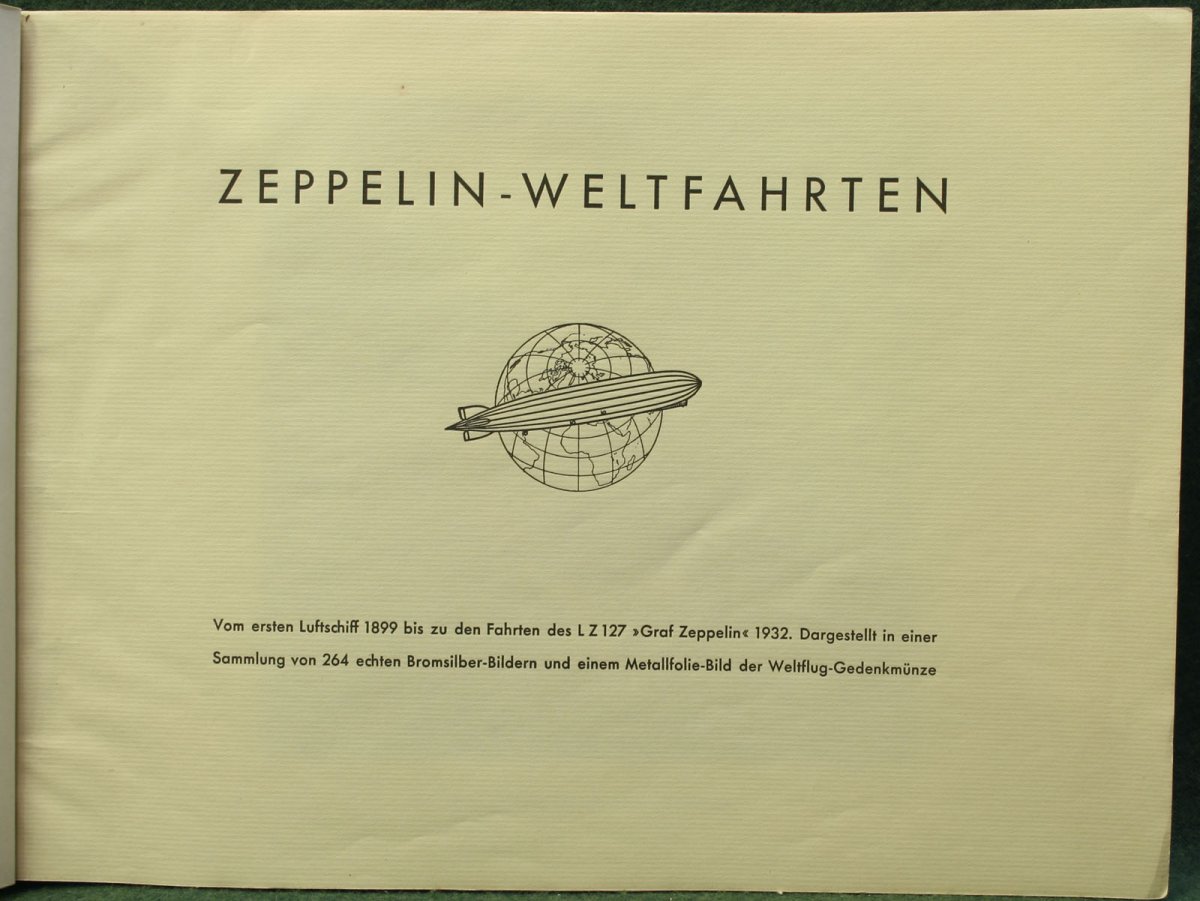 ZEPPELIN-WELTFAHRTEN
Vom ersten Luftschiff 1899 bis zu den Fahrten des L Z 127 »Graf Zeppelin« 1932. Dargestellt in einer
Sammlung von 264 echten Bromsilber-Bildern und einem Metallfolie-Bild der Weltflug-Gedenkmünze